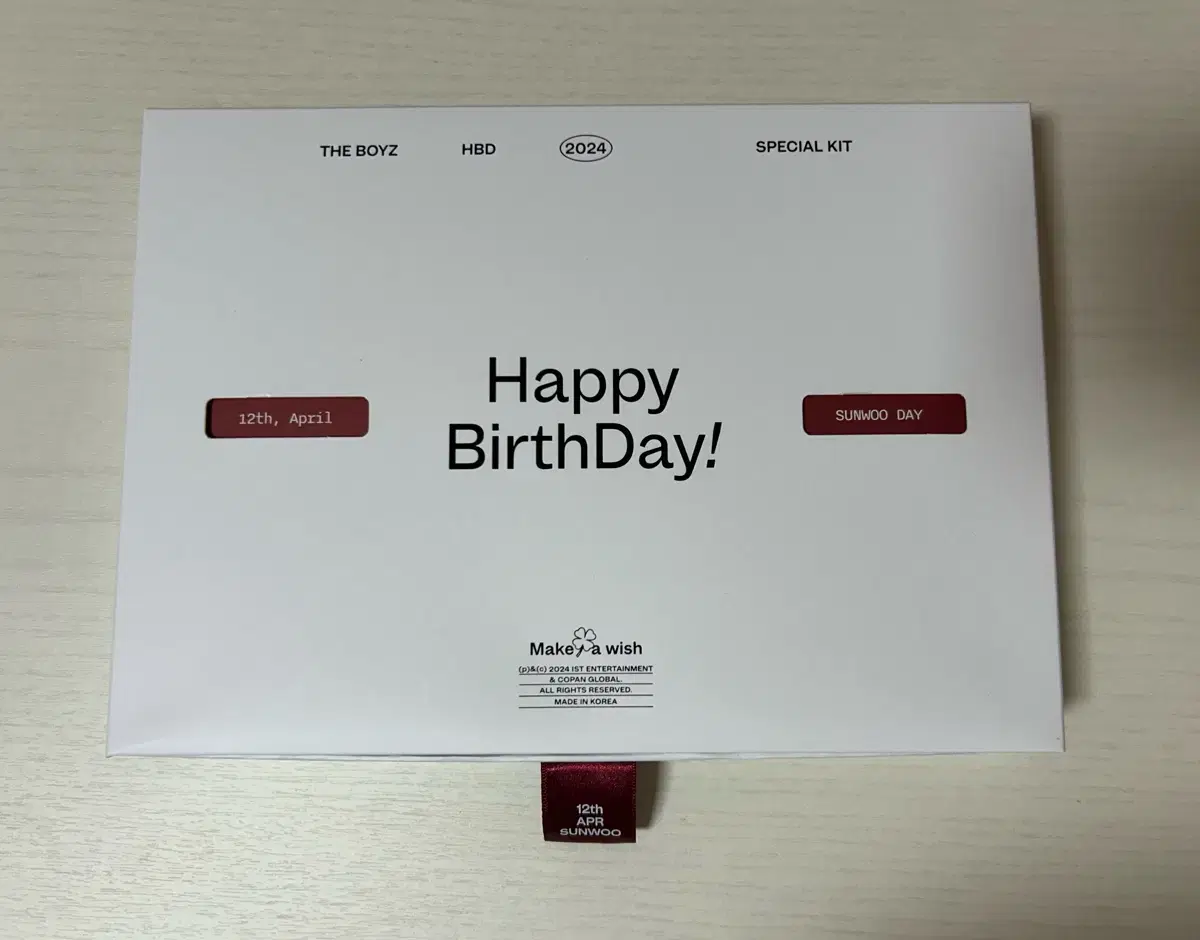 THE BOYZ HBD 2024 SPECIAL KIT
Happy
BirthDay!
12th, April
SUNWOO DAY
Make a wish
(p)&(c) 2024 IST ENTERTAINMENT
& COPAN GLOBAL.
ALL RIGHTS RESERVED.
MADE IN KOREA
12th
APR
SUNWOO